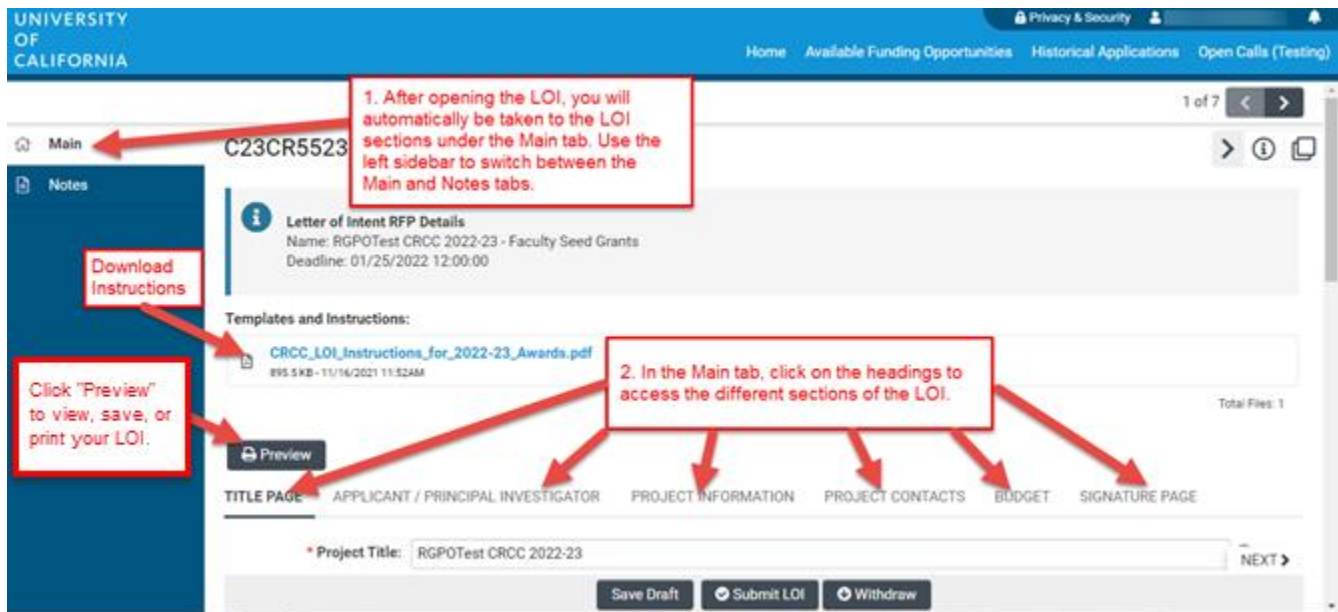 UNIVERSITY
OF
CALIFORNIA
Privacy & Security
Home Available Funding Opportunities Historical Applications Open Calls (Testing)
1 of 7
Main
Notes
C23CR5523
1. After opening the LOI, you will
automatically be taken to the LOI
sections under the Main tab. Use the
left sidebar to switch between the
Main and Notes tabs.
Letter of Intent RFP Details
Name: RGPOTest CRCC 2022-23 - Faculty Seed Grants
Deadline: 01/25/2022 12:00:00
Download
Instructions
Templates and Instructions:
CRCC_LOI_Instructions_for_2022-23_Awards.pdf
895.5 KB - 11/16/2021 11:52AM
Total Files: 1
2. In the Main tab, click on the headings to
access the different sections of the LOI.
Click "Preview"
to view, save, or
print your LOI.
Preview
TITLE PAGE APPLICANT / PRINCIPAL INVESTIGATOR PROJECT INFORMATION PROJECT CONTACTS BUDGET SIGNATURE PAGE
* Project Title: RGPOTest CRCC 2022-23
NEXT
Save Draft Submit LOI Withdraw